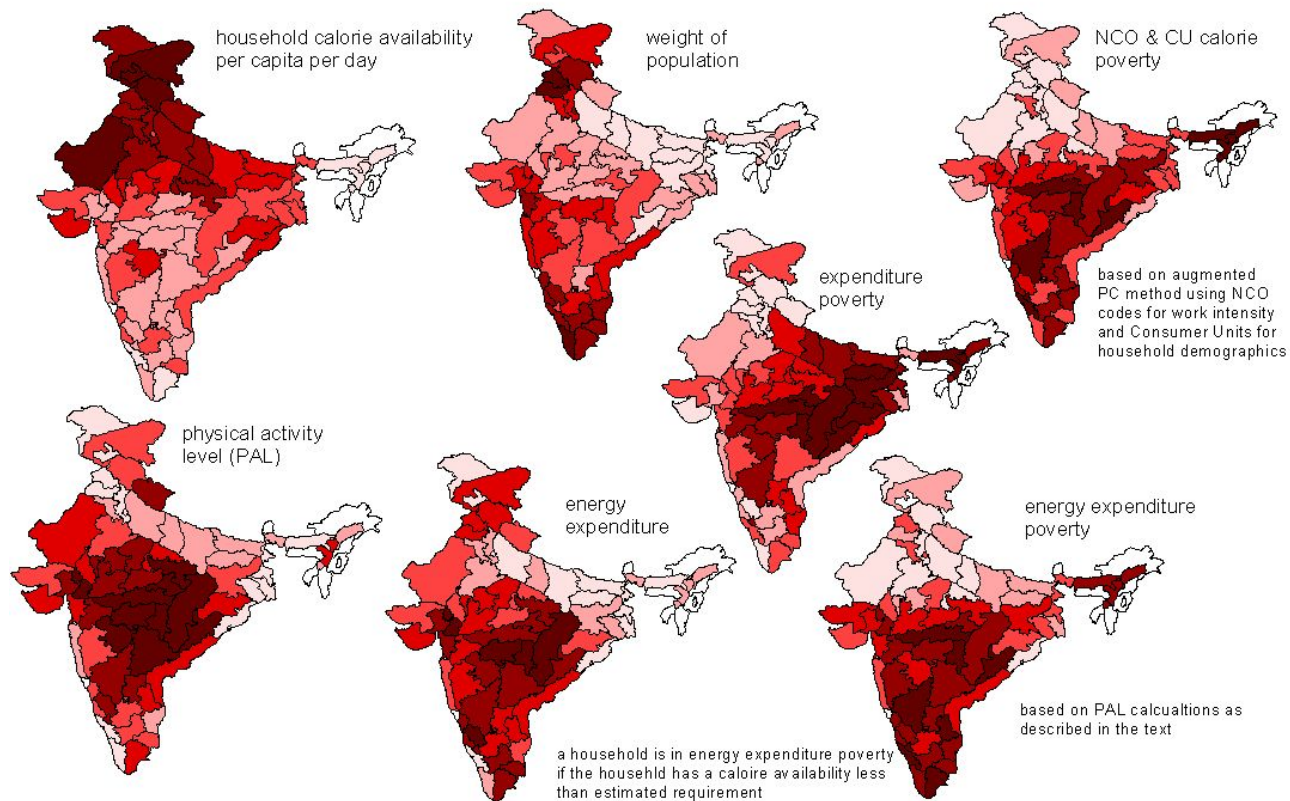 household calorie availability
per capita per day
weight of
population
NCO & CU calorie
poverty
expenditure
poverty
based on augmented
PC method using NCO
codes for work intensity
and Consumer Units for
household demographics
physical activity
level (PAL)
energy
expenditure
energy expenditure
poverty
based on PAL calcualtions as
described in the text
a household is in energy expenditure poverty
if the househld has a caloire availability less
than estimated requirement